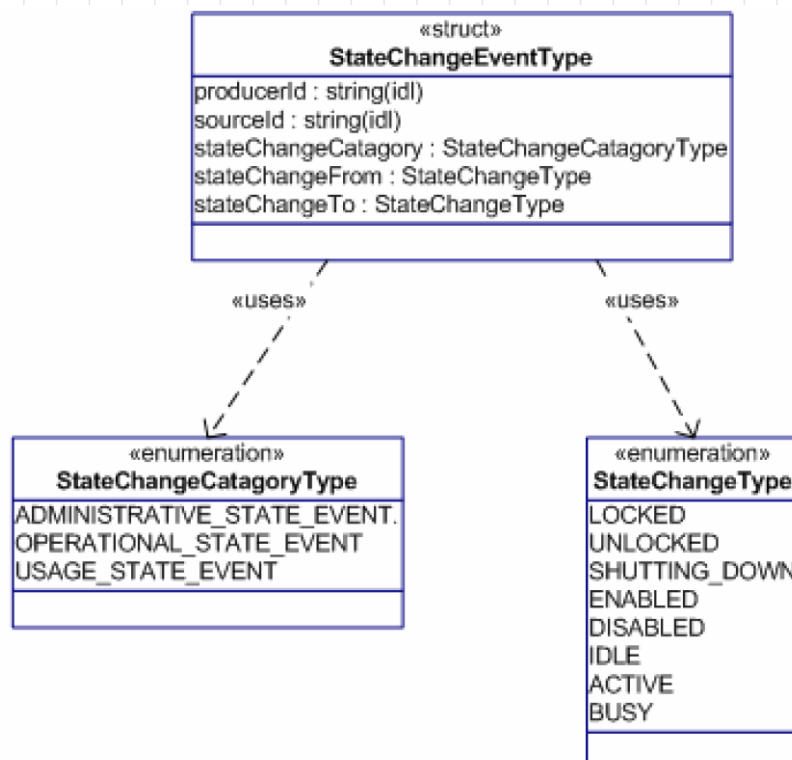 «struct»
StateChangeEventType
producerId : string(idl)
sourceId : string(idl)
stateChangeCatagory : StateChangeCatagoryType
stateChangeFrom : StateChangeType
stateChangeTo : StateChangeType
«uses»
«uses»
«enumeration»
StateChangeCatagoryType
ADMINISTRATIVE_STATE_EVENT.
OPERATIONAL_STATE_EVENT
USAGE_STATE_EVENT
«enumeration»
StateChangeType
LOCKED
UNLOCKED
SHUTTING_DOWN
ENABLED
DISABLED
IDLE
ACTIVE
BUSY